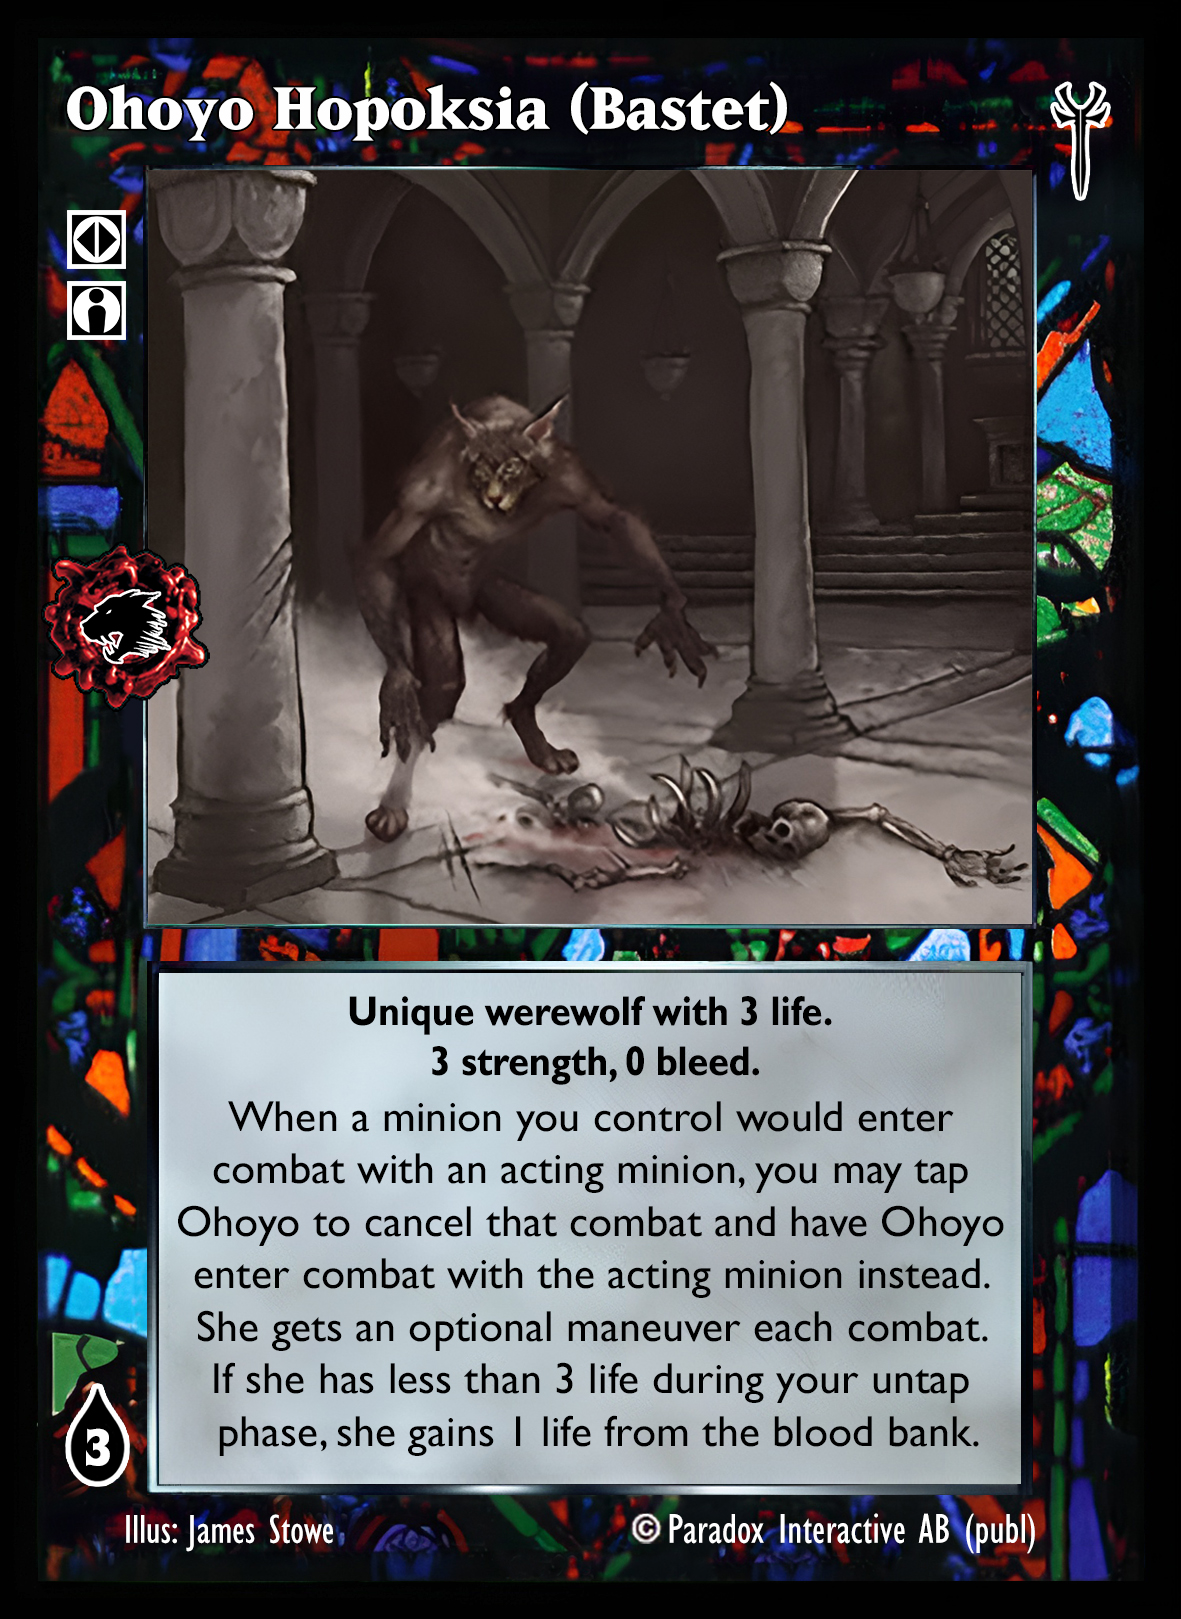 Ohoyo Hopoksia (Bastet)
Unique werewolf with 3 life.
3 strength, 0 bleed.
When a minion you control would enter
combat with an acting minion, you may tap
Ohoyo to cancel that combat and have Ohoyo
enter combat with the acting minion instead.
She gets an optional maneuver each combat.
If she has less than 3 life during your untap
phase, she gains 1 life from the blood bank.
3
Illus: James Stowe
© Paradox Interactive AB (publ)